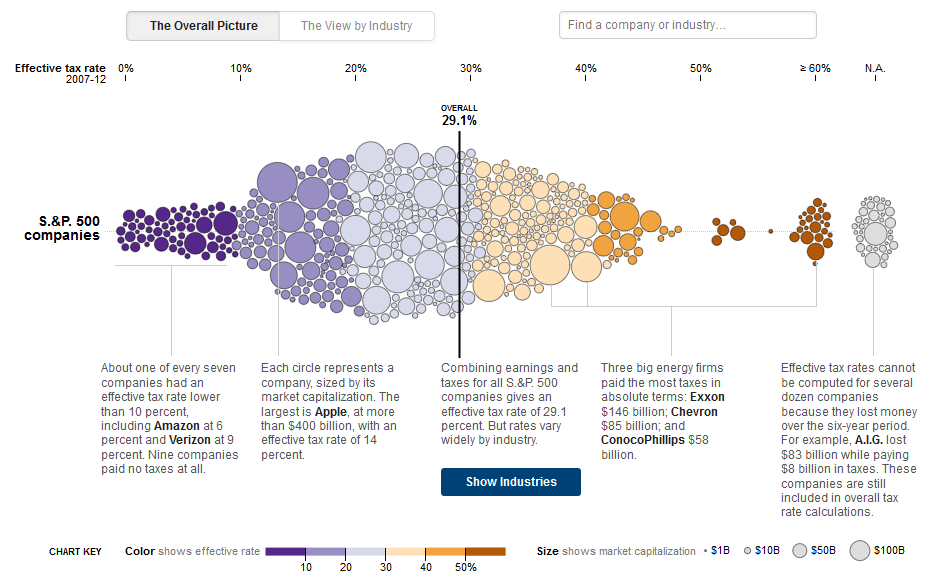 The Overall Picture
The View by Industry
Find a company or industry...
Effective tax rate
2007-12
0%
10%
20%
30%
40%
50%
≥ 60%
N.A.
OVERALL
29.1%
S.&P. 500
companies
About one of every seven
companies had an
effective tax rate lower
than 10 percent,
including Amazon at 6
percent and Verizon at 9
percent. Nine companies
paid no taxes at all.
Each circle represents a
company, sized by its
market capitalization. The
largest is Apple, at more
than $400 billion, with an
effective tax rate of 14
percent.
Combining earnings and
taxes for all S.&P. 500
companies gives an
effective tax rate of 29.1
percent. But rates vary
widely by industry.
Show Industries
Three big energy firms
paid the most taxes in
absolute terms: Exxon
$146 billion; Chevron
$85 billion; and
ConocoPhillips $58
billion.
Effective tax rates cannot
be computed for several
dozen companies
because they lost money
over the six-year period.
For example, A.I.G. lost
$83 billion while paying
$8 billion in taxes. These
companies are still
included in overall tax
rate calculations.
CHART KEY
Color shows effective rate
10
20
30
40
50%
Size shows market capitalization
$1B
$10B
$50B
$100B